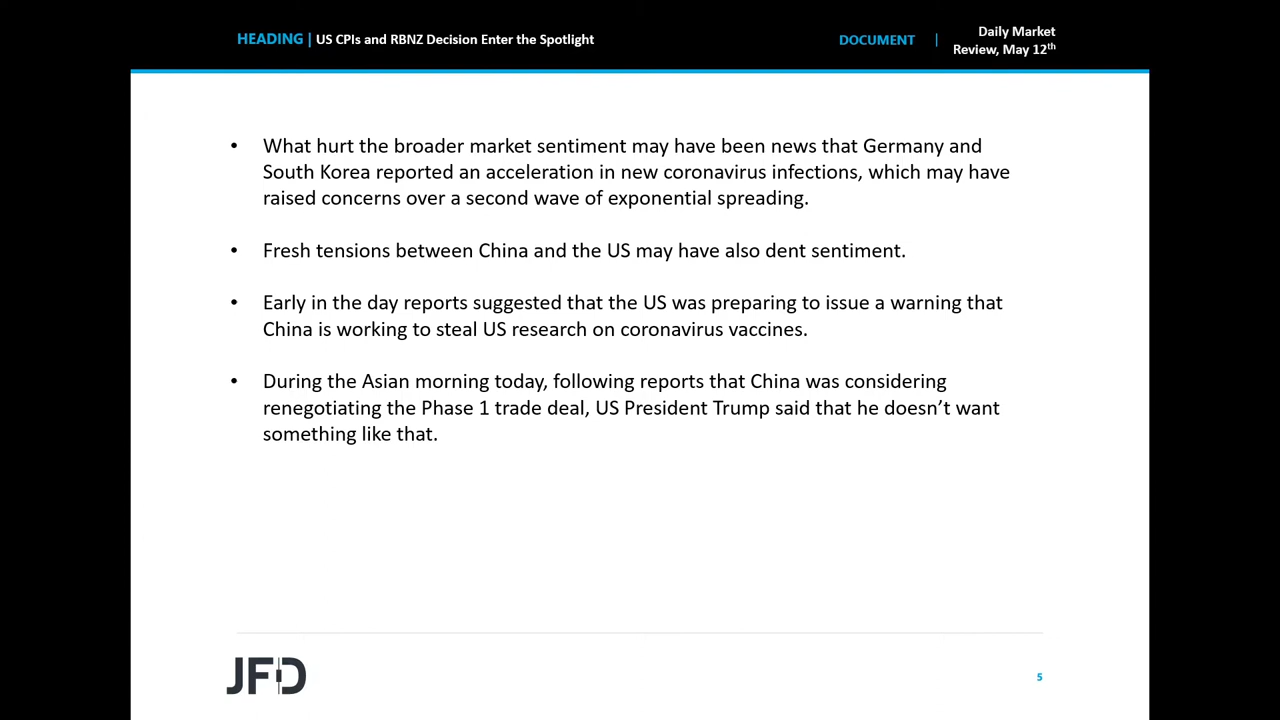 HEADING | US CPIs and RBNZ Decision Enter the Spotlight
DOCUMENT |
Daily Market
Review, May 12th
• What hurt the broader market sentiment may have been news that Germany and
South Korea reported an acceleration in new coronavirus infections, which may have
raised concerns over a second wave of exponential spreading.
• Fresh tensions between China and the US may have also dent sentiment.
• Early in the day reports suggested that the US was preparing to issue a warning that
China is working to steal US research on coronavirus vaccines.
• During the Asian morning today, following reports that China was considering
renegotiating the Phase 1 trade deal, US President Trump said that he doesn’t want
something like that.
JFD
5